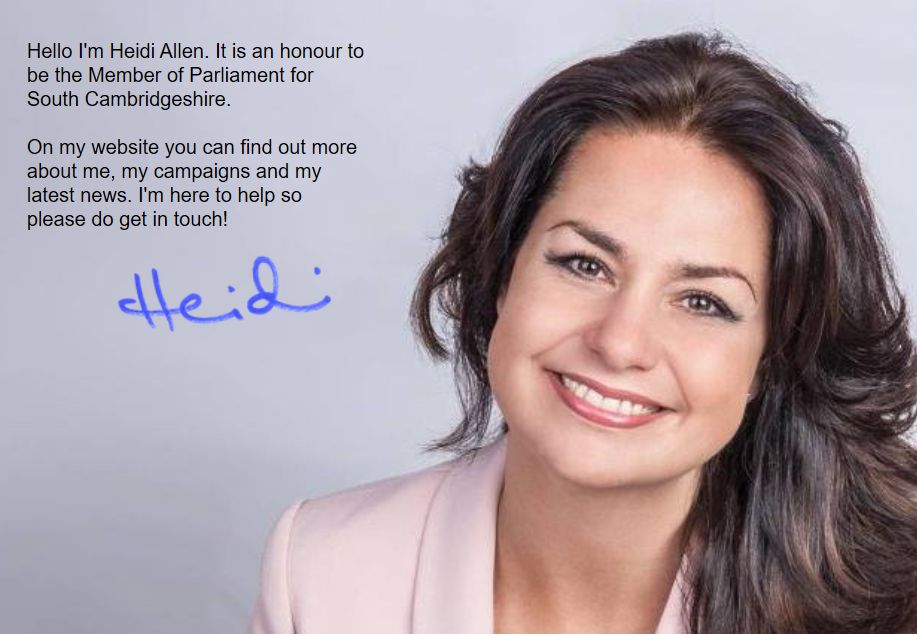 Hello I'm Heidi Allen. It is an honour to
be the Member of Parliament for
South Cambridgeshire.
On my website you can find out more
about me, my campaigns and my
latest news. I'm here to help so
please do get in touch!
Heidi